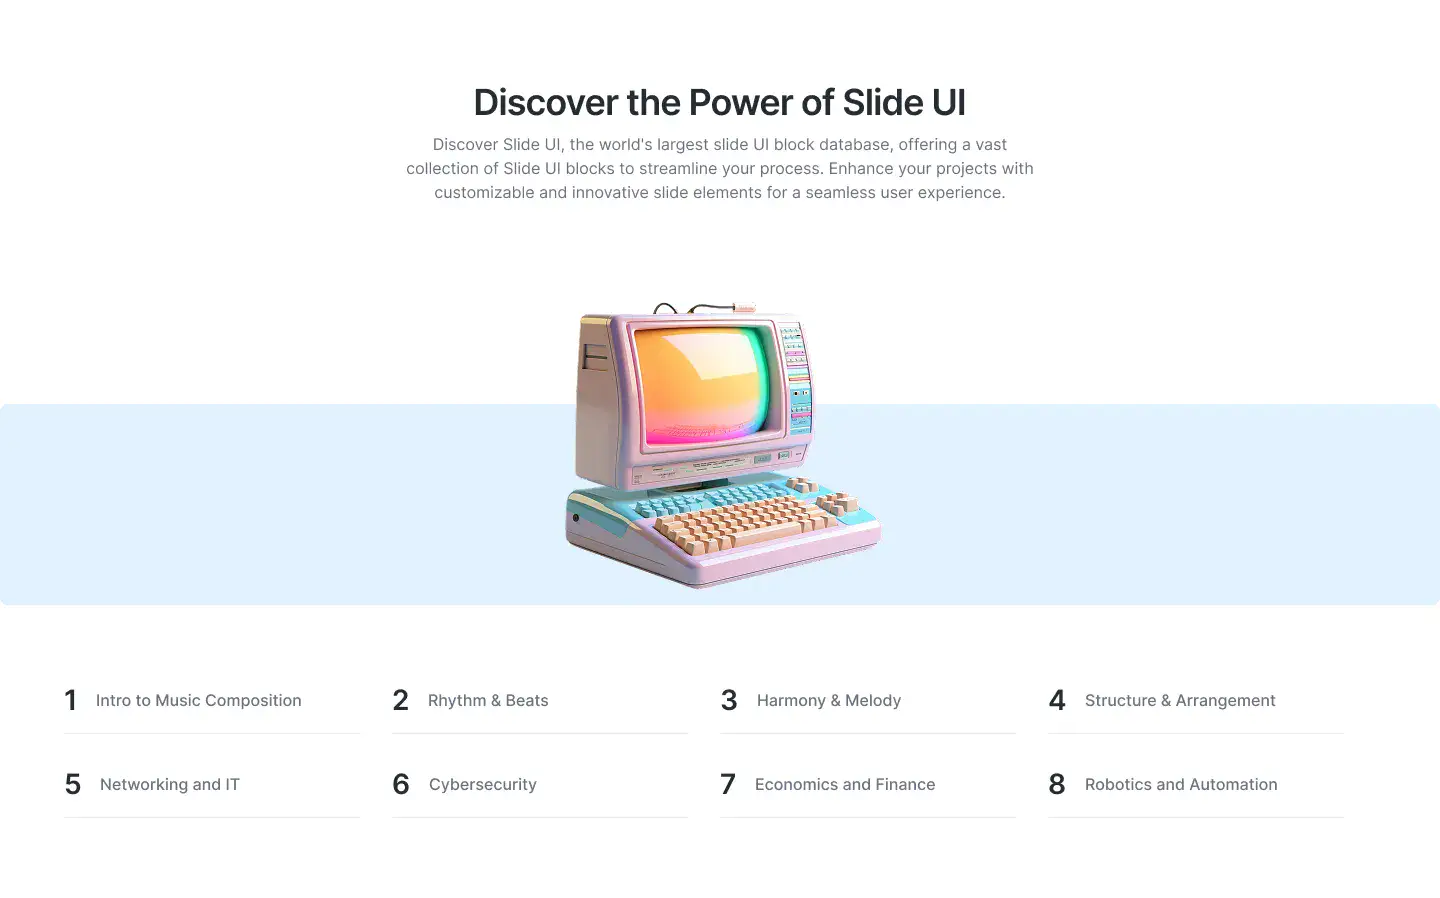 Discover the Power of Slide UI
Discover Slide UI, the world's largest slide UI block database, offering a vast
collection of Slide UI blocks to streamline your process. Enhance your projects with
customizable and innovative slide elements for a seamless user experience.
1 Intro to Music Composition
2 Rhythm & Beats
3 Harmony & Melody
4 Structure & Arrangement
5 Networking and IT
6 Cybersecurity
7 Economics and Finance
8 Robotics and Automation